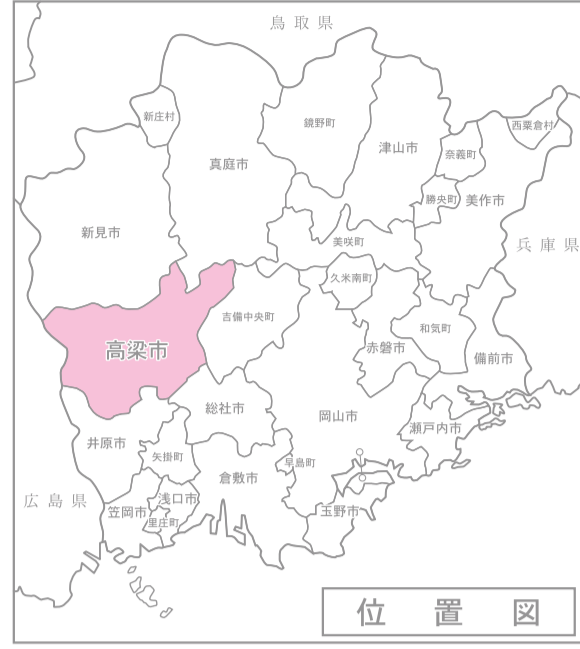 鳥取県
新庄村
鏡野町
西粟倉村
奈義町
津山市
真庭市
勝央町
美作市
新見市
美咲町
兵庫県
久米南町
吉備中央町
和気町
赤磐市
高梁市
備前市
総社市
岡山市
瀬戸内市
井原市
矢掛町
早島町
倉敷市
広島県
浅口市
笠岡市
里庄町
玉野市
位置図